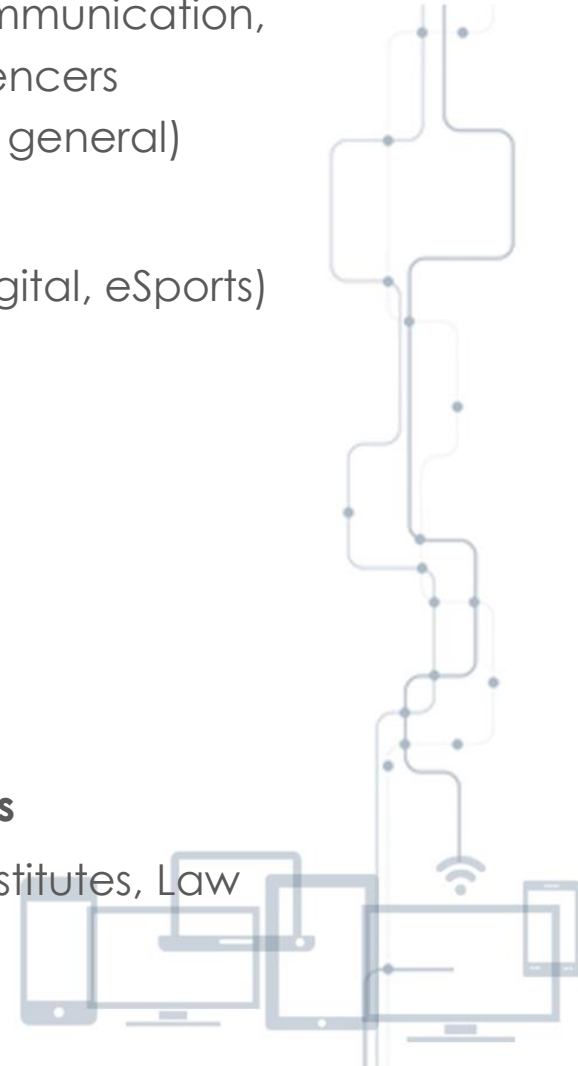 mmunication,
encers
general)
gital, eSports)
s
stitutes, Law